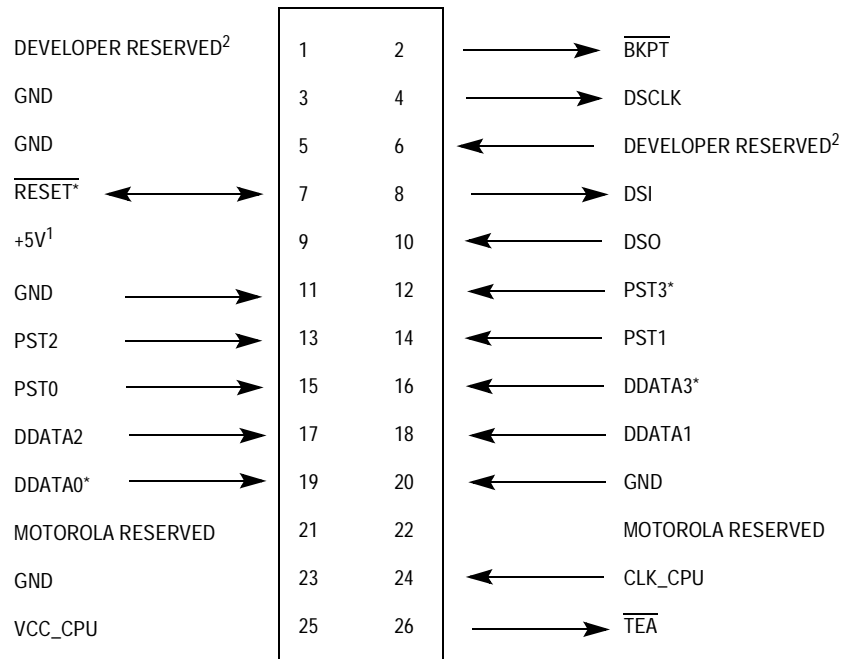 DEVELOPER RESERVED² 1 2 BKPT
GND 3 4 DSCLK
GND 5 6 DEVELOPER RESERVED²
RESET* 7 8 DSI
+5V¹ 9 10 DSO
GND 11 12 PST3*
PST2 13 14 PST1
PST0 15 16 DDATA3*
DDATA2 17 18 DDATA1
DDATA0* 19 20 GND
MOTOROLA RESERVED 21 22 MOTOROLA RESERVED
GND 23 24 CLK_CPU
VCC_CPU 25 26 TEA